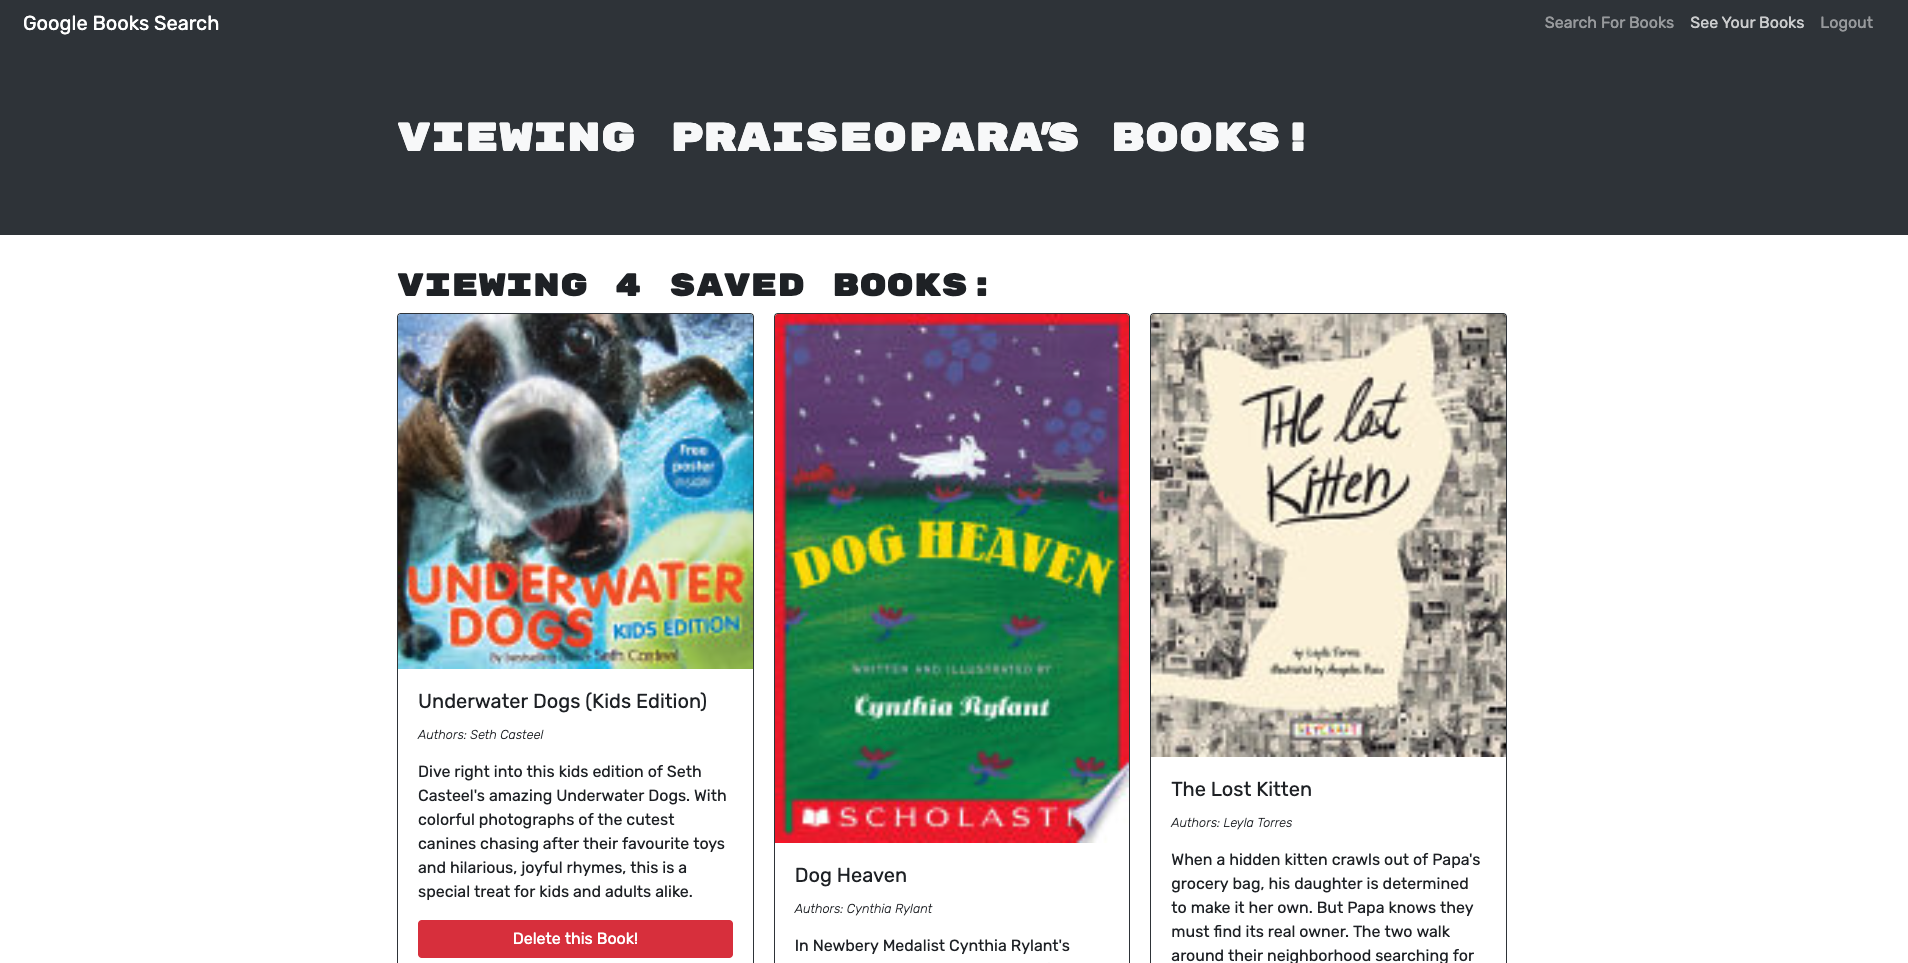 Google Books Search
Search For Books
See Your Books
Logout
VIEWING PRAISEOPARA'S BOOKS!
VIEWING 4 SAVED BOOKS:
Free
poster
inside!
UNDERWATER
DOGS
KIDS EDITION
Seth Casteel
Underwater Dogs (Kids Edition)
Authors: Seth Casteel
Dive right into this kids edition of Seth
Casteel's amazing Underwater Dogs. With
colorful photographs of the cutest
canines chasing after their favourite toys
and hilarious, joyful rhymes, this is a
special treat for kids and adults alike.
Delete this Book!
DOG HEAVEN
WRITTEN AND ILLUSTRATED BY
Cynthia Rylant
SCHOLASTI
Dog Heaven
Authors: Cynthia Rylant
In Newbery Medalist Cynthia Rylant's
THE lost
Kitten
by Leyla Torres
illustrated by Angela
The Lost Kitten
Authors: Leyla Torres
When a hidden kitten crawls out of Papa's
grocery bag, his daughter is determined
to make it her own. But Papa knows they
must find its real owner. The two walk
around their neighborhood searching for